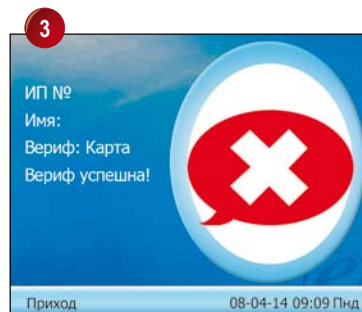 3
ИП №
Имя:
Вериф: Карта
Вериф успешна!
Приход 08-04-14 09:09 Пнд